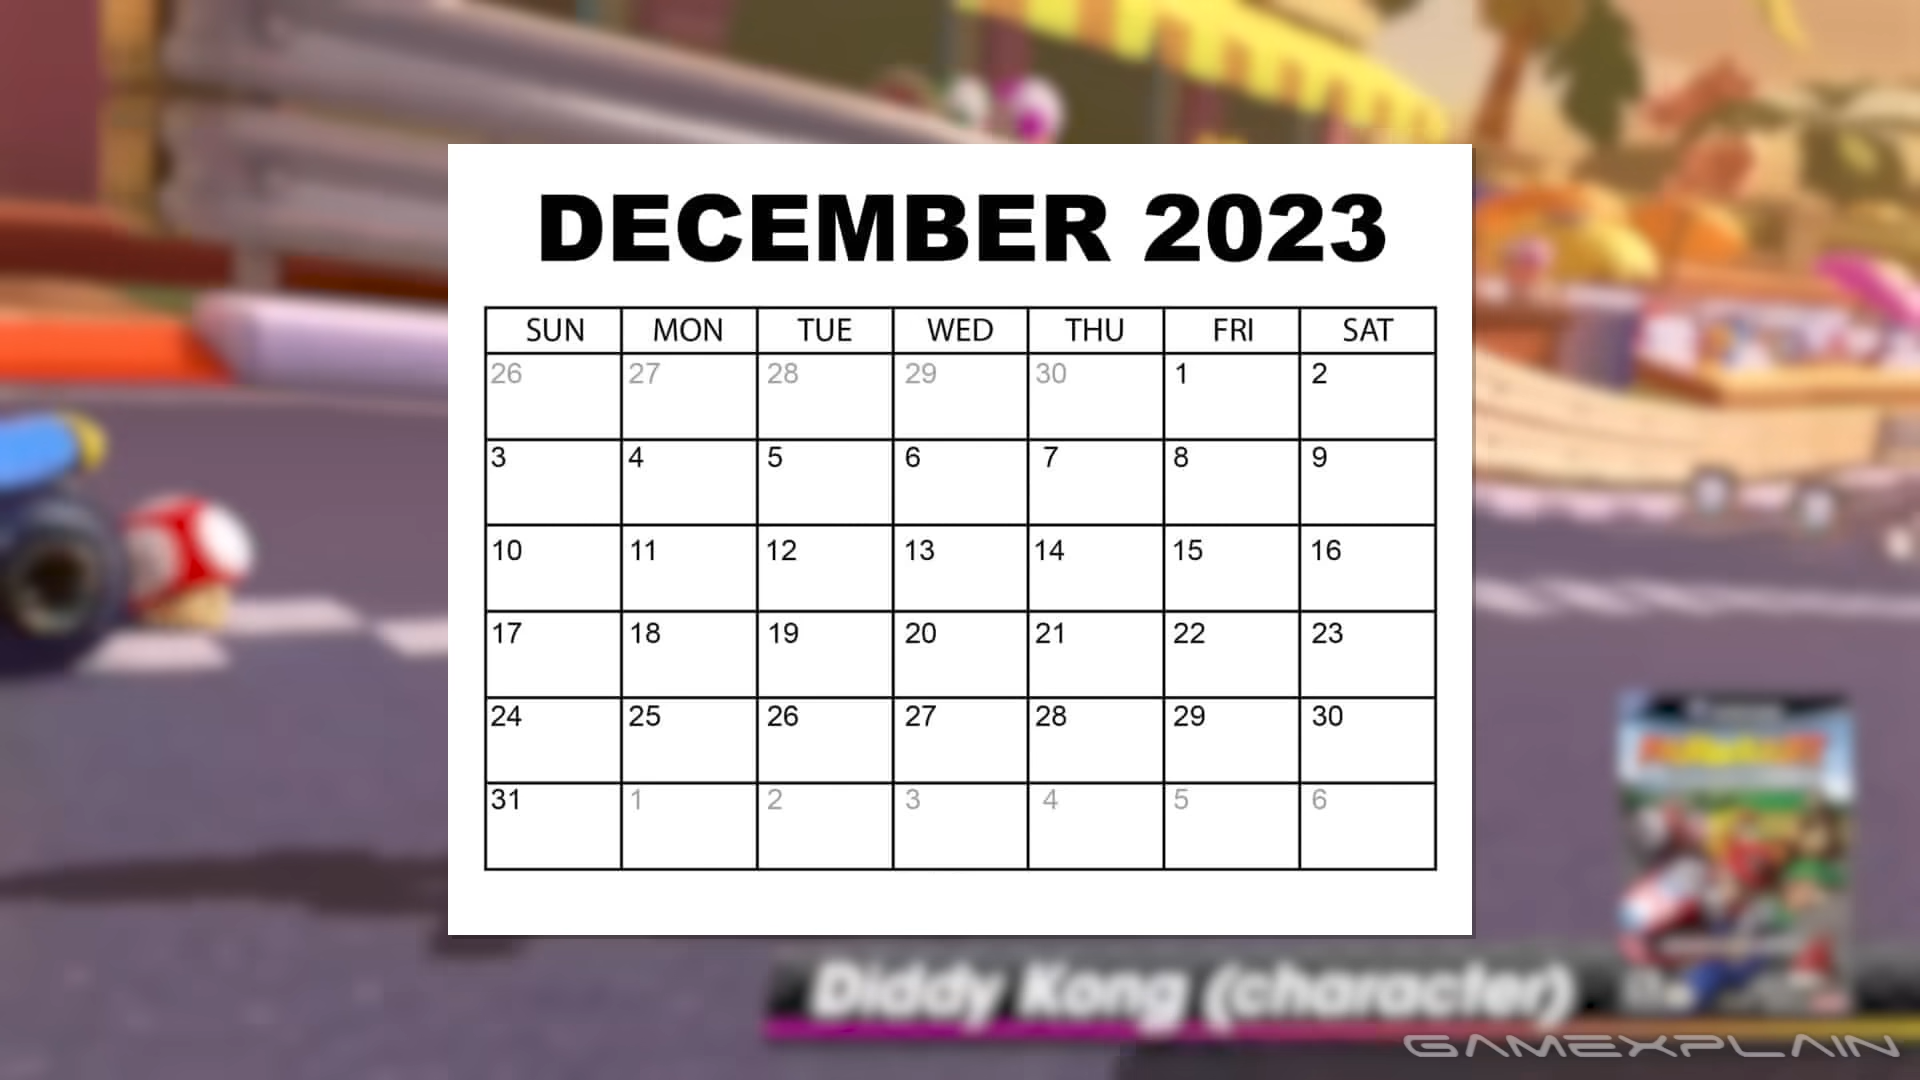 DECEMBER 2023
SUN MON TUE WED THU FRI SAT
26 27 28 29 30 1 2
3 4 5 6 7 8 9
10 11 12 13 14 15 16
17 18 19 20 21 22 23
24 25 26 27 28 29 30
31 1 2 3 4 5 6
Diddy Kong (character)
GAMEXPLAIN